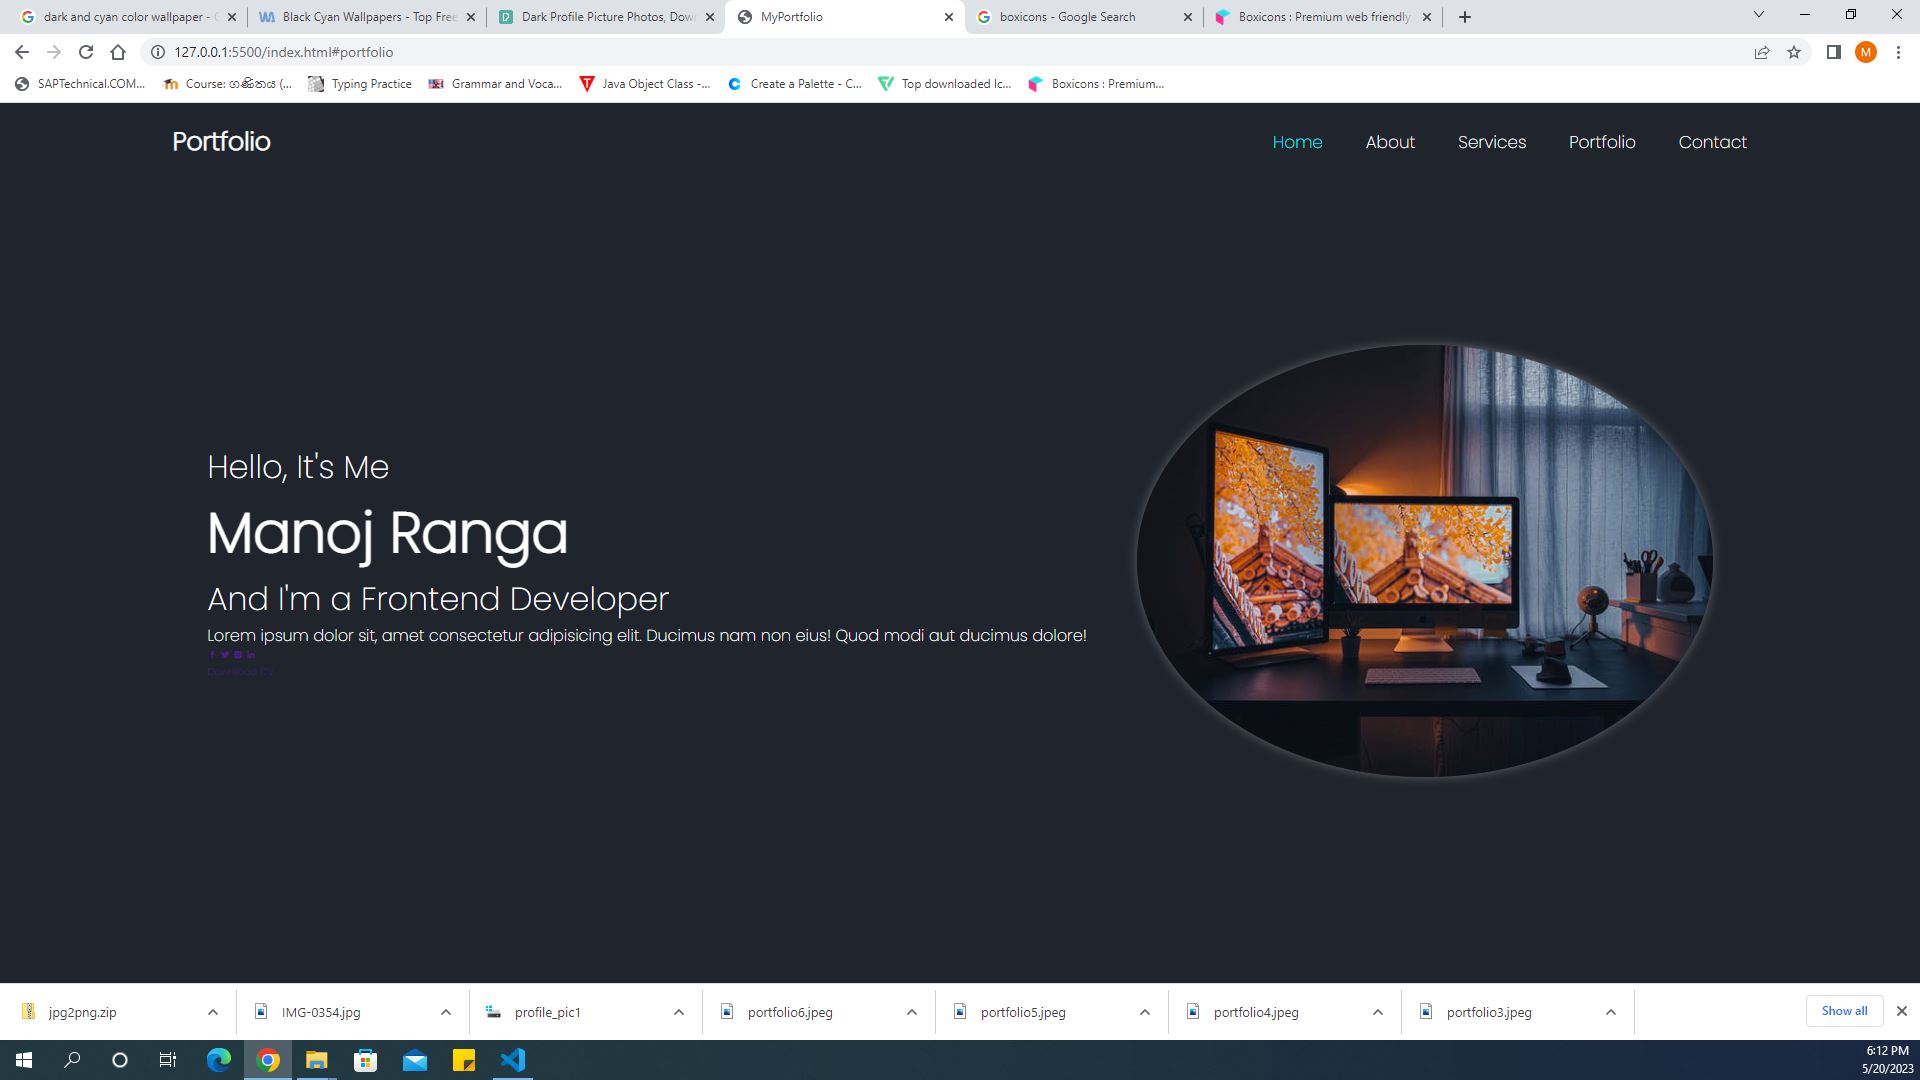 dark and cyan color wallpaper - G
Black Cyan Wallpapers - Top Free
Dark Profile Picture Photos, Dow
MyPortfolio
boxicons - Google Search
Boxicons : Premium web friendly
127.0.0.1:5500/index.html#portfolio
M
SAPTechnical.COM...
Course: ගණිතය (...
Typing Practice
Grammar and Voca...
Java Object Class -...
Create a Palette - C...
Top downloaded Ic...
Boxicons : Premium...
Portfolio
Home
About
Services
Portfolio
Contact
Hello, It's Me
Manoj Ranga
And I'm a Frontend Developer
Lorem ipsum dolor sit, amet consectetur adipisicing elit. Ducimus nam non eius! Quod modi aut ducimus dolore!
Download CV
jpg2png.zip
IMG-0354.jpg
profile_pic1
portfolio6.jpeg
portfolio5.jpeg
portfolio4.jpeg
portfolio3.jpeg
Show all
6:12 PM
5/20/2023